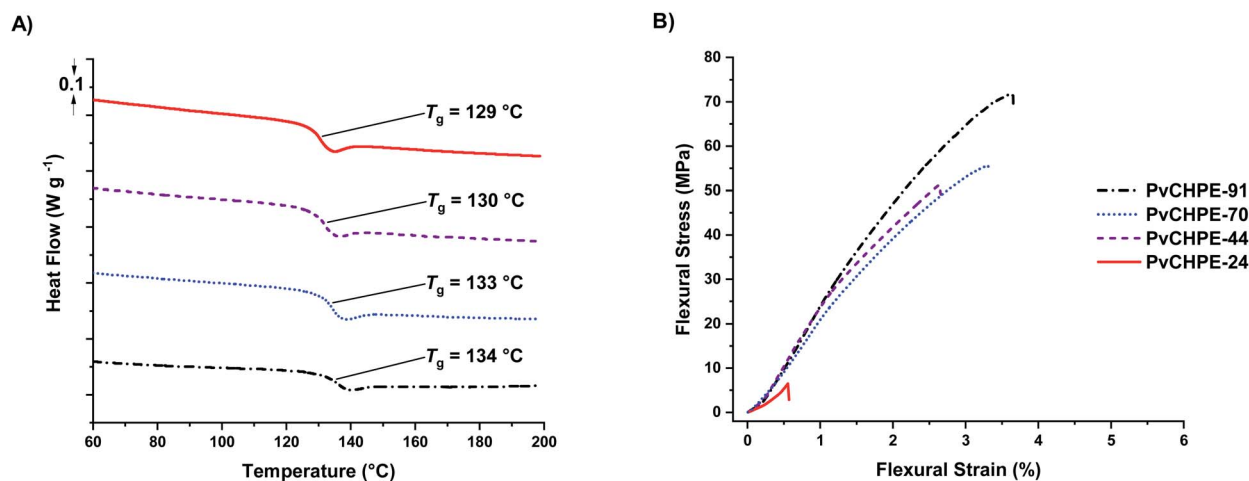 A)
0.1
Heat Flow (W g⁻¹)
Tg = 129 °C
Tg = 130 °C
Tg = 133 °C
Tg = 134 °C
60 80 100 120 140 160 180 200
Temperature (°C)
B)
80
70
60
50
40
30
20
10
0
Flexural Stress (MPa)
0 1 2 3 4 5 6
Flexural Strain (%)
PvCHPE-91
PvCHPE-70
PvCHPE-44
PvCHPE-24